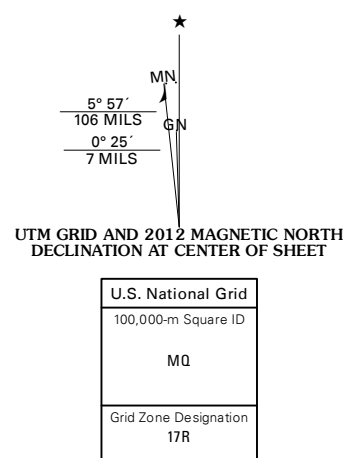 ★
MN
GN
5° 57´
106 MILS
0° 25´
7 MILS
UTM GRID AND 2012 MAGNETIC NORTH
DECLINATION AT CENTER OF SHEET
U.S. National Grid
100,000-m Square ID
MQ
Grid Zone Designation
17R